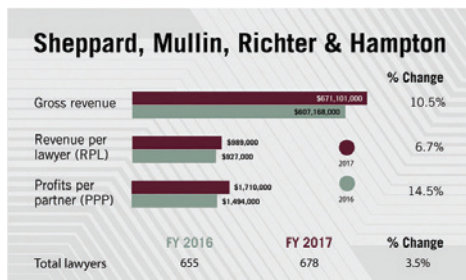 Sheppard, Mullin, Richter & Hampton
% Change
Gross revenue
$671,101,000
$607,168,000
10.5%
Revenue per
lawyer (RPL)
$989,000
$927,000
2017
6.7%
Profits per
partner (PPP)
$1,710,000
$1,494,000
2016
14.5%
FY 2016 FY 2017 % Change
Total lawyers 655 678 3.5%